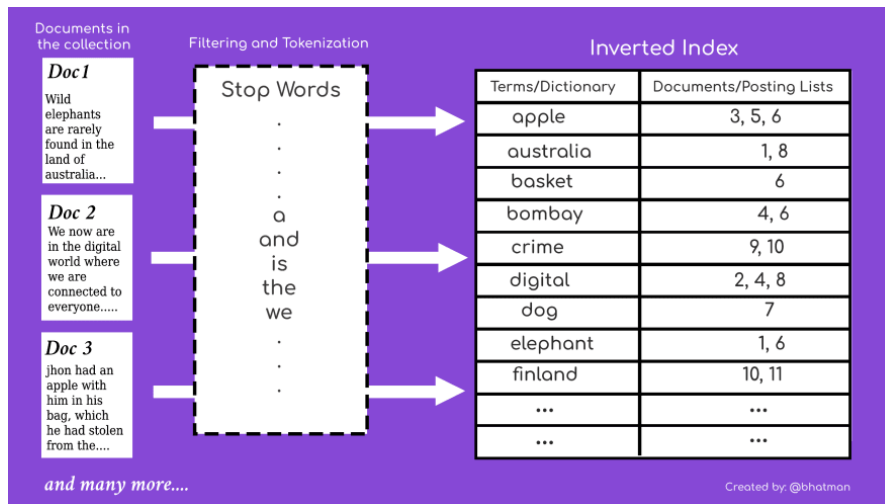 Documents in
the collection
Doc1
Wild
elephants
are rarely
found in the
land of
australia...
Doc 2
We now are
in the digital
world where
we are
connected to
everyone.....
Doc 3
jhon had an
apple with
him in his
bag, which
he had stolen
from the....
and many more....
Filtering and Tokenization
Stop Words
.
.
.
.
a
and
is
the
we
.
.
.
.
Inverted Index
Terms/Dictionary Documents/Posting Lists
apple 3, 5, 6
australia 1, 8
basket 6
bombay 4, 6
crime 9, 10
digital 2, 4, 8
dog 7
elephant 1, 6
finland 10, 11
... ...
... ...
Created by: @bhatman